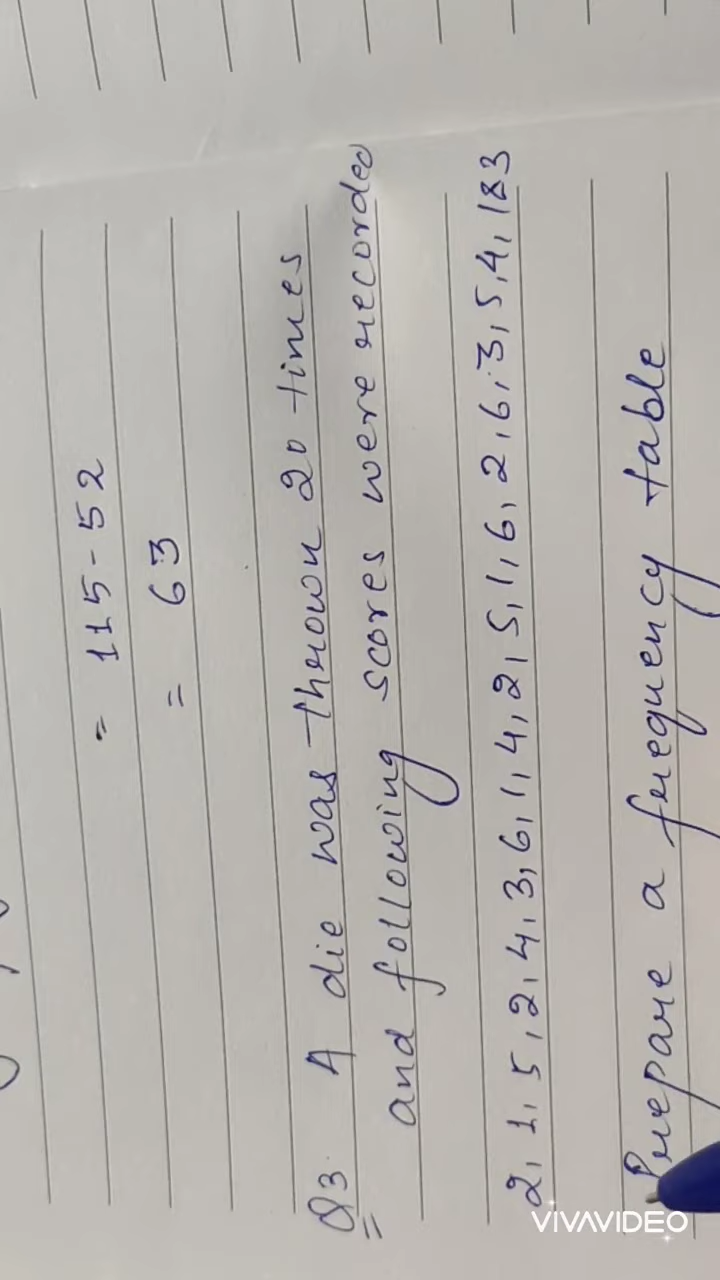 = 115-52
= 63
Q3 A die was thrown 20 times
and following scores were recorded
2, 1, 5, 2, 4, 3, 6, 1, 4, 2, 5, 1, 6, 2, 6, 3, 5, 4, 1&3
Prepare a frequency table
VIVAVIDEO